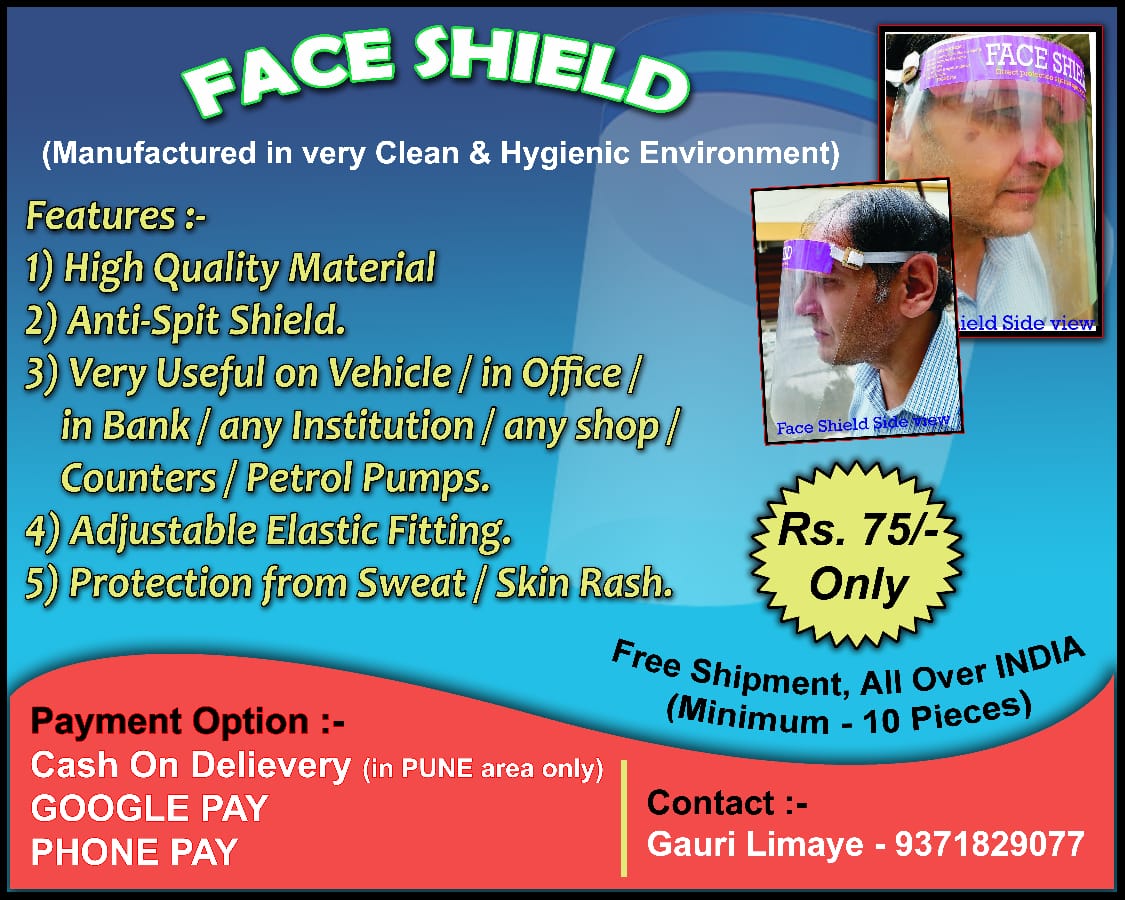 FACE SHIELD
(Manufactured in very Clean & Hygienic Environment)
Features :-
1) High Quality Material
2) Anti-Spit Shield.
3) Very Useful on Vehicle / in Office /
in Bank / any Institution / any shop /
Counters / Petrol Pumps.
4) Adjustable Elastic Fitting.
5) Protection from Sweat / Skin Rash.
FACE SHIE
ield Side view
Face Shield Side view
Rs. 75/-
Only
Free Shipment, All Over INDIA
(Minimum - 10 Pieces)
Payment Option :-
Cash On Delievery (in PUNE area only)
GOOGLE PAY
PHONE PAY
Contact :-
Gauri Limaye - 9371829077